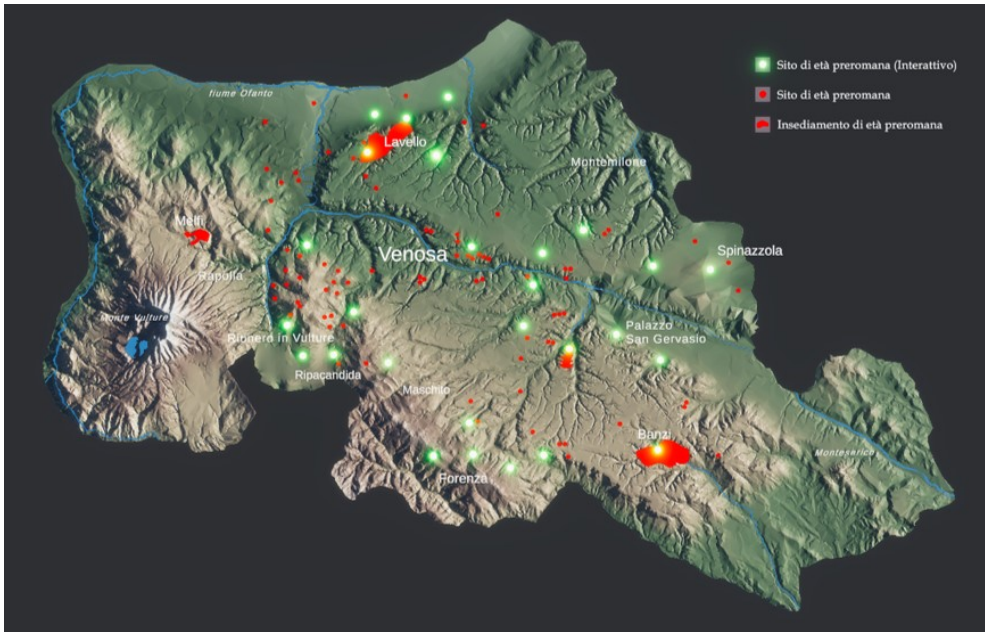 Sito di età preromana (Interattivo)
Sito di età preromana
Insediamento di età preromana
fiume Ofanto
Lavello
Montemilone
Melfi
Venosa
Spinazzola
Rapolla
Monte Vulture
Rionero in Vulture
Palazzo
San Gervasio
Ripacandida
Maschito
Banzi
Monteserico
Forenza